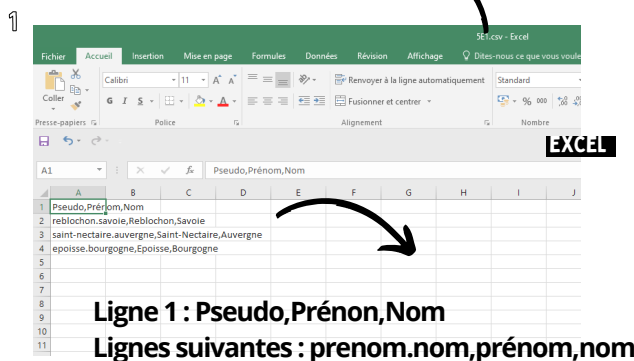 1
5E1.csv - Excel
Fichier Accueil Insertion Mise en page Formules Données Révision Affichage Dites-nous ce que vous voule
Coller Calibri 11 A A Renvoyer à la ligne automatiquement Standard
G I S A Fusionner et centrer % 000
Presse-papiers Police Alignement Nombre
EXCEL
A1 fx Pseudo,Prénom,Nom
A B C D E F G H I J
1 Pseudo,Prénom,Nom
2 reblochon.savoie,Reblochon,Savoie
3 saint-nectaire.auvergne,Saint-Nectaire,Auvergne
4 epoisse.bourgogne,Epoisse,Bourgogne
5
6
7
8
9
10
11
Ligne 1 : Pseudo,Prénon,Nom
Lignes suivantes : prenom.nom,prénom,nom